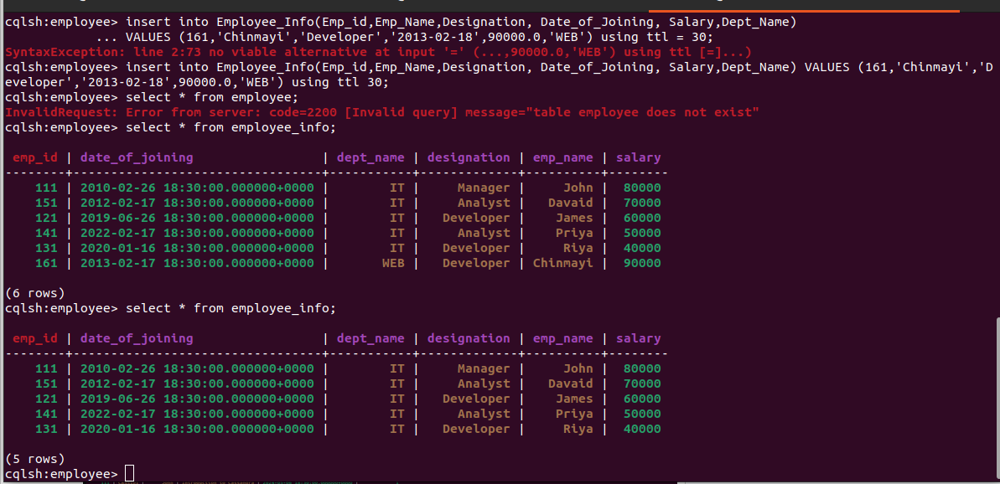 cqlsh:employee> insert into Employee_Info(Emp_id,Emp_Name,Designation, Date_of_Joining, Salary,Dept_Name)
            ... VALUES (161,'Chinmayi','Developer','2013-02-18',90000.0,'WEB') using ttl = 30;
SyntaxException: line 2:73 no viable alternative at input '=' (...,90000.0,'WEB') using ttl [=]...)
cqlsh:employee> insert into Employee_Info(Emp_id,Emp_Name,Designation, Date_of_Joining, Salary,Dept_Name) VALUES (161,'Chinmayi','D
eveloper','2013-02-18',90000.0,'WEB') using ttl 30;
cqlsh:employee> select * from employee;
InvalidRequest: Error from server: code=2200 [Invalid query] message="table employee does not exist"
cqlsh:employee> select * from employee_info;
 emp_id | date_of_joining                 | dept_name | designation | emp_name | salary
--------+---------------------------------+-----------+-------------+----------+--------
    111 | 2010-02-26 18:30:00.000000+0000 |        IT |     Manager |     John |  80000
    151 | 2012-02-17 18:30:00.000000+0000 |        IT |     Analyst |   Davaid |  70000
    121 | 2019-06-26 18:30:00.000000+0000 |        IT |   Developer |    James |  60000
    141 | 2022-02-17 18:30:00.000000+0000 |        IT |     Analyst |    Priya |  50000
    131 | 2020-01-16 18:30:00.000000+0000 |        IT |   Developer |     Riya |  40000
    161 | 2013-02-17 18:30:00.000000+0000 |       WEB |   Developer | Chinmayi |  90000
(6 rows)
cqlsh:employee> select * from employee_info;
 emp_id | date_of_joining                 | dept_name | designation | emp_name | salary
--------+---------------------------------+-----------+-------------+----------+--------
    111 | 2010-02-26 18:30:00.000000+0000 |        IT |     Manager |     John |  80000
    151 | 2012-02-17 18:30:00.000000+0000 |        IT |     Analyst |   Davaid |  70000
    121 | 2019-06-26 18:30:00.000000+0000 |        IT |   Developer |    James |  60000
    141 | 2022-02-17 18:30:00.000000+0000 |        IT |     Analyst |    Priya |  50000
    131 | 2020-01-16 18:30:00.000000+0000 |        IT |   Developer |     Riya |  40000
(5 rows)
cqlsh:employee>